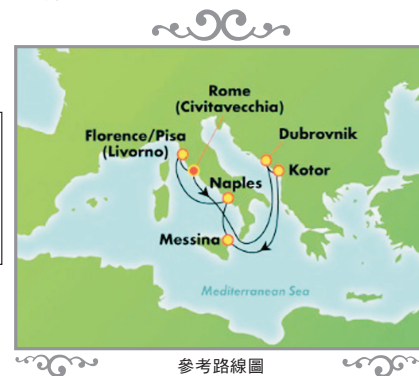 Rome
(Civitavecchia)
Florence/Pisa
(Livorno)
Dubrovnik
Kotor
Naples
Messina
Mediterranean Sea
參考路線圖